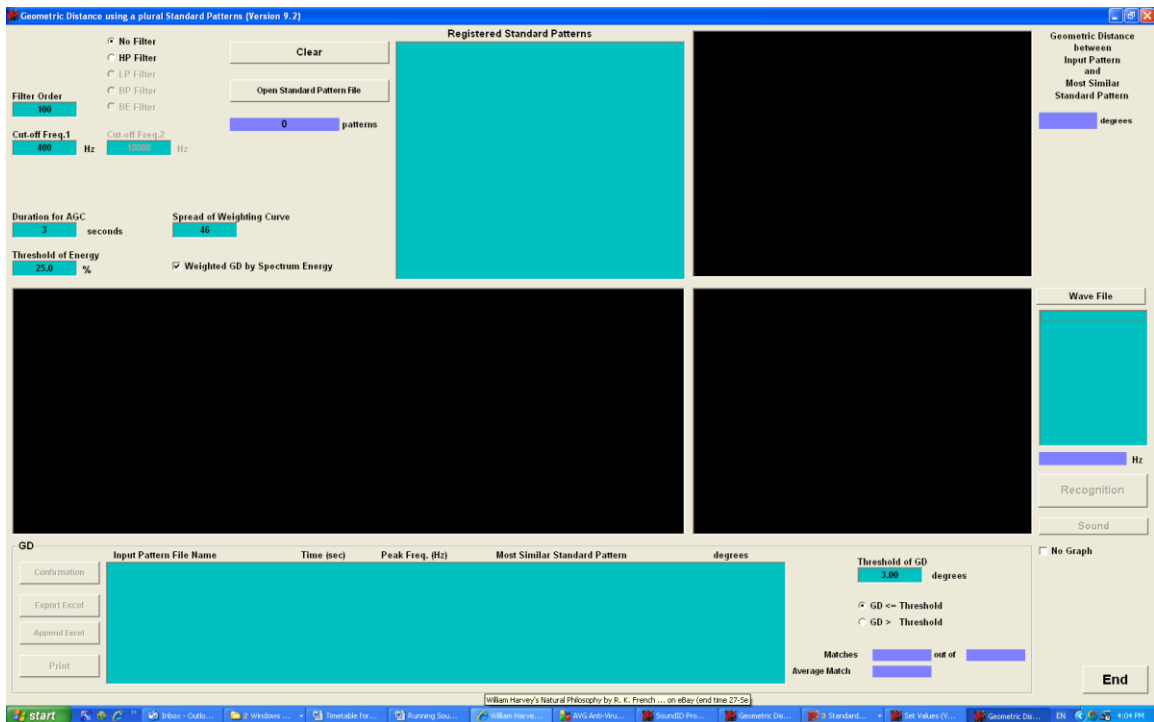 Geometric Distance using a plural Standard Patterns (Version 9.2)
No Filter
HP Filter
LP Filter
BP Filter
BE Filter
Filter Order
100
Cut-off Freq.1
400 Hz
Cut-off Freq.2
10000 Hz
Clear
Open Standard Pattern File
0 patterns
Duration for AGC
3 seconds
Spread of Weighting Curve
46
Threshold of Energy
25.0 %
Weighted GD by Spectrum Energy
Registered Standard Patterns
Geometric Distance
between
Input Pattern
and
Most Similar
Standard Pattern
degrees
Wave File
Hz
Recognition
Sound
No Graph
GD
Input Pattern File Name Time (sec) Peak Freq. (Hz) Most Similar Standard Pattern degrees
Confirmation
Export Excel
Append Excel
Print
Threshold of GD
3.00 degrees
GD <= Threshold
GD > Threshold
Matches out of
Average Match
End
William Harvey's Natural Philosophy by R. K. French ... on eBay (end time 27-Se
start Inbox - Outlo... 2 Windows ... Timetable for... Running Sou... William Harve... AVG Anti-Viru... SoundID Pro... Geometric Dis... 3 Standard... Set Values (V... Geometric Dis... EN 4:04 PM